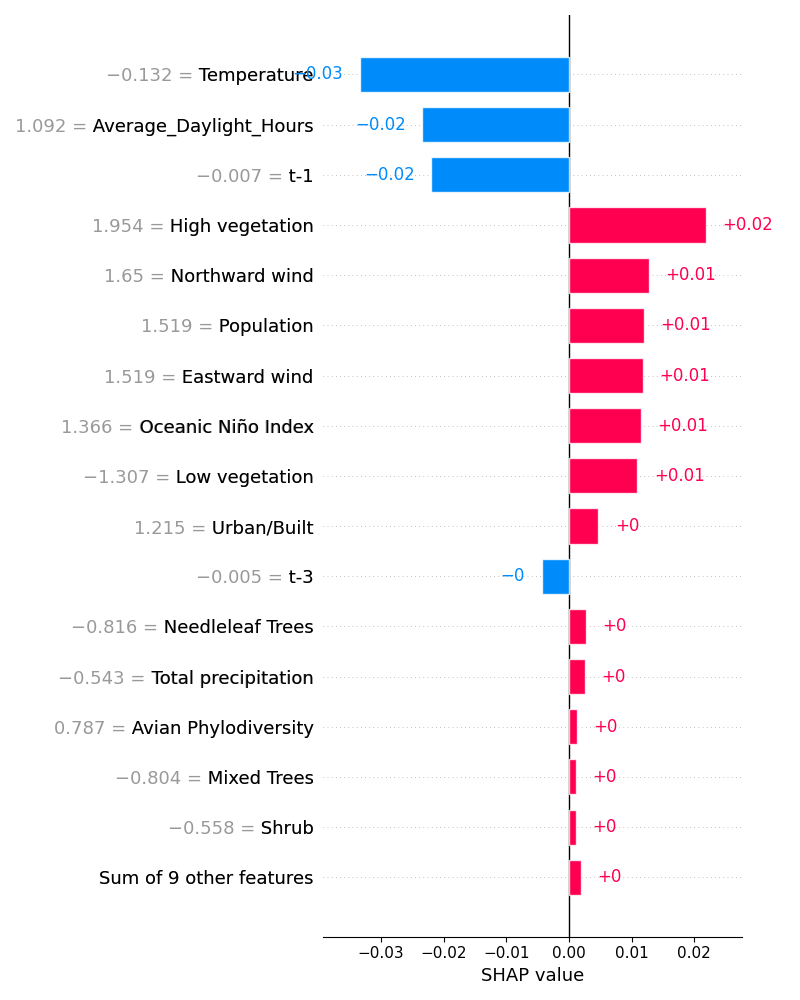 −0.132 = Temperature −0.03
1.092 = Average_Daylight_Hours −0.02
−0.007 = t-1 −0.02
1.954 = High vegetation +0.02
1.65 = Northward wind +0.01
1.519 = Population +0.01
1.519 = Eastward wind +0.01
1.366 = Oceanic Niño Index +0.01
−1.307 = Low vegetation +0.01
1.215 = Urban/Built +0
−0.005 = t-3 −0
−0.816 = Needleleaf Trees +0
−0.543 = Total precipitation +0
0.787 = Avian Phylodiversity +0
−0.804 = Mixed Trees +0
−0.558 = Shrub +0
Sum of 9 other features +0
−0.03 −0.02 −0.01 0.00 0.01 0.02
SHAP value